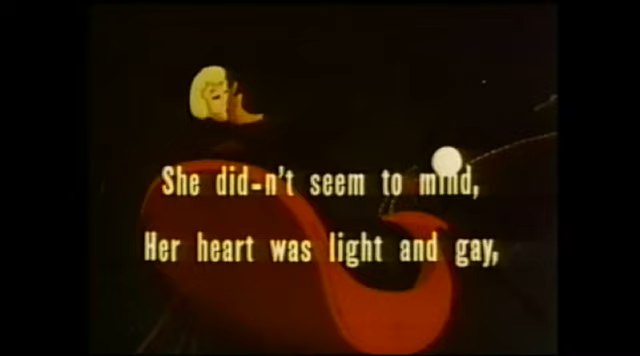 She did-n't seem to mind,
Her heart was light and gay,